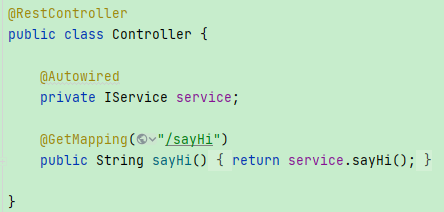 @RestController
public class Controller {
@Autowired
private IService service;
@GetMapping("/sayHi")
public String sayHi() { return service.sayHi(); }
}